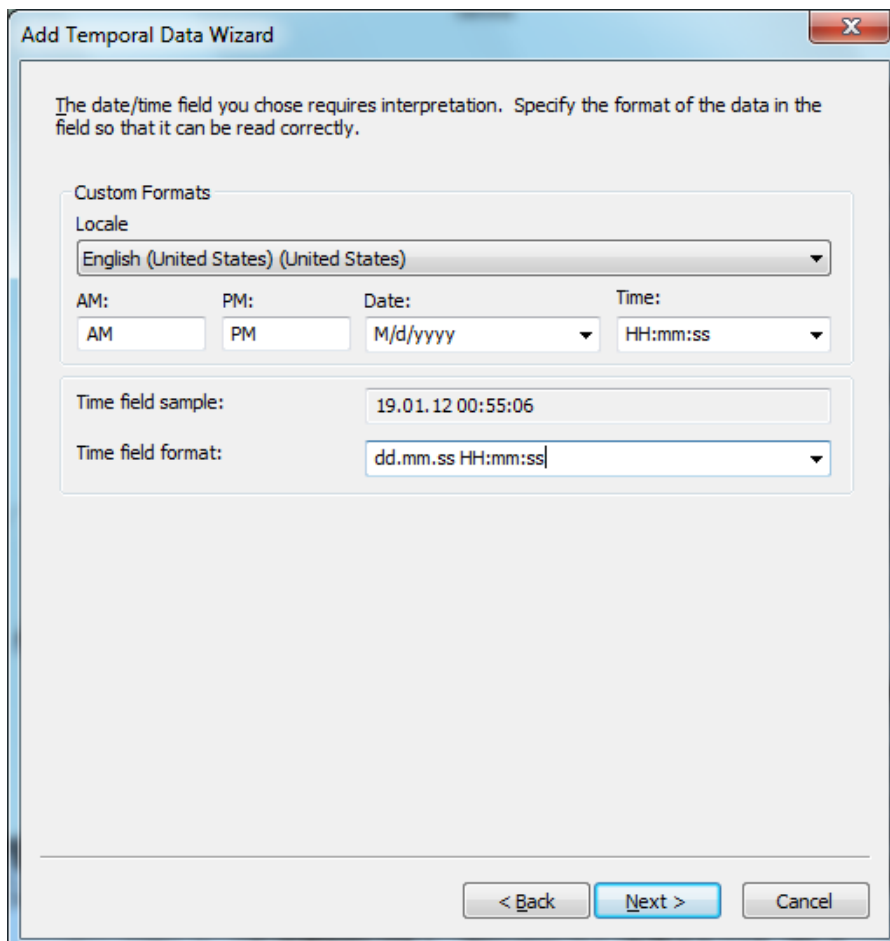 Add Temporal Data Wizard
The date/time field you chose requires interpretation. Specify the format of the data in the
field so that it can be read correctly.
Custom Formats
Locale
English (United States) (United States)
AM: PM: Date: Time:
AM PM M/d/yyyy HH:mm:ss
Time field sample: 19.01.12 00:55:06
Time field format: dd.mm.ss HH:mm:ss
< Back Next > Cancel